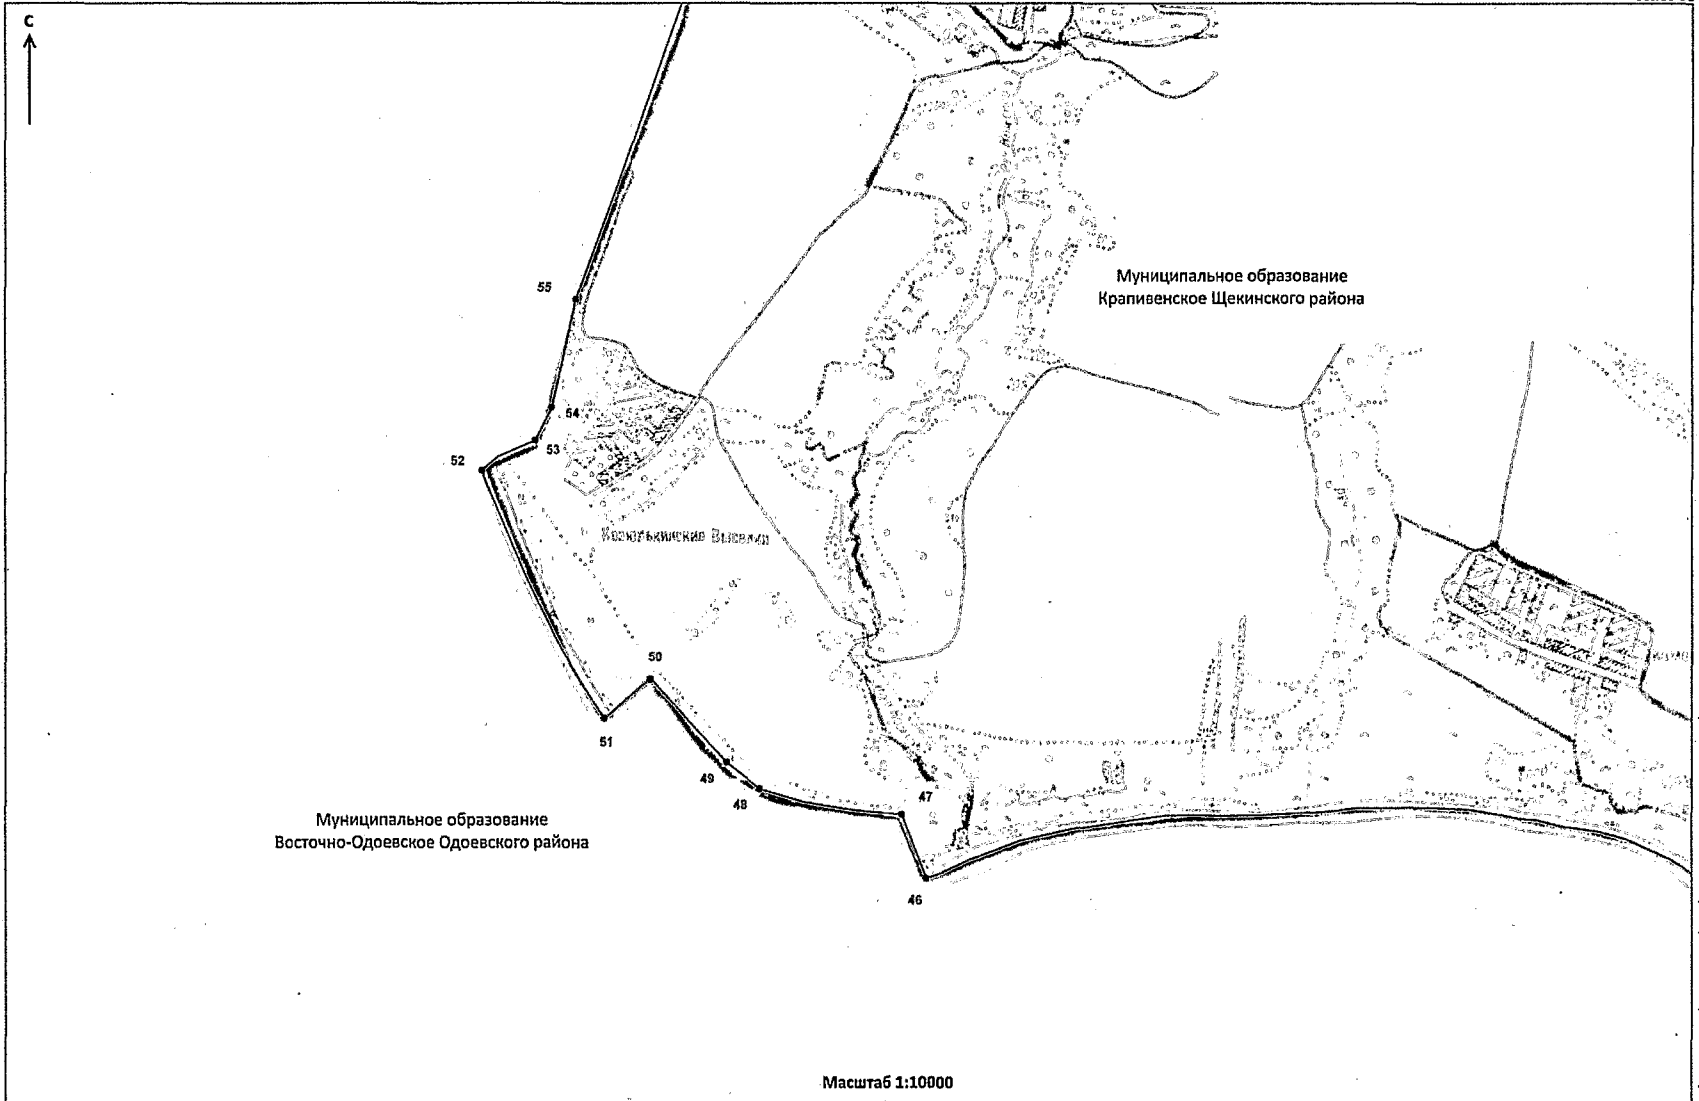 С
55
Муниципальное образование
Крапивенское Щекинского района
54
53
52
50
51
49
48
47
Муниципальное образование
Восточно-Одоевское Одоевского района
46
Масштаб 1:10000